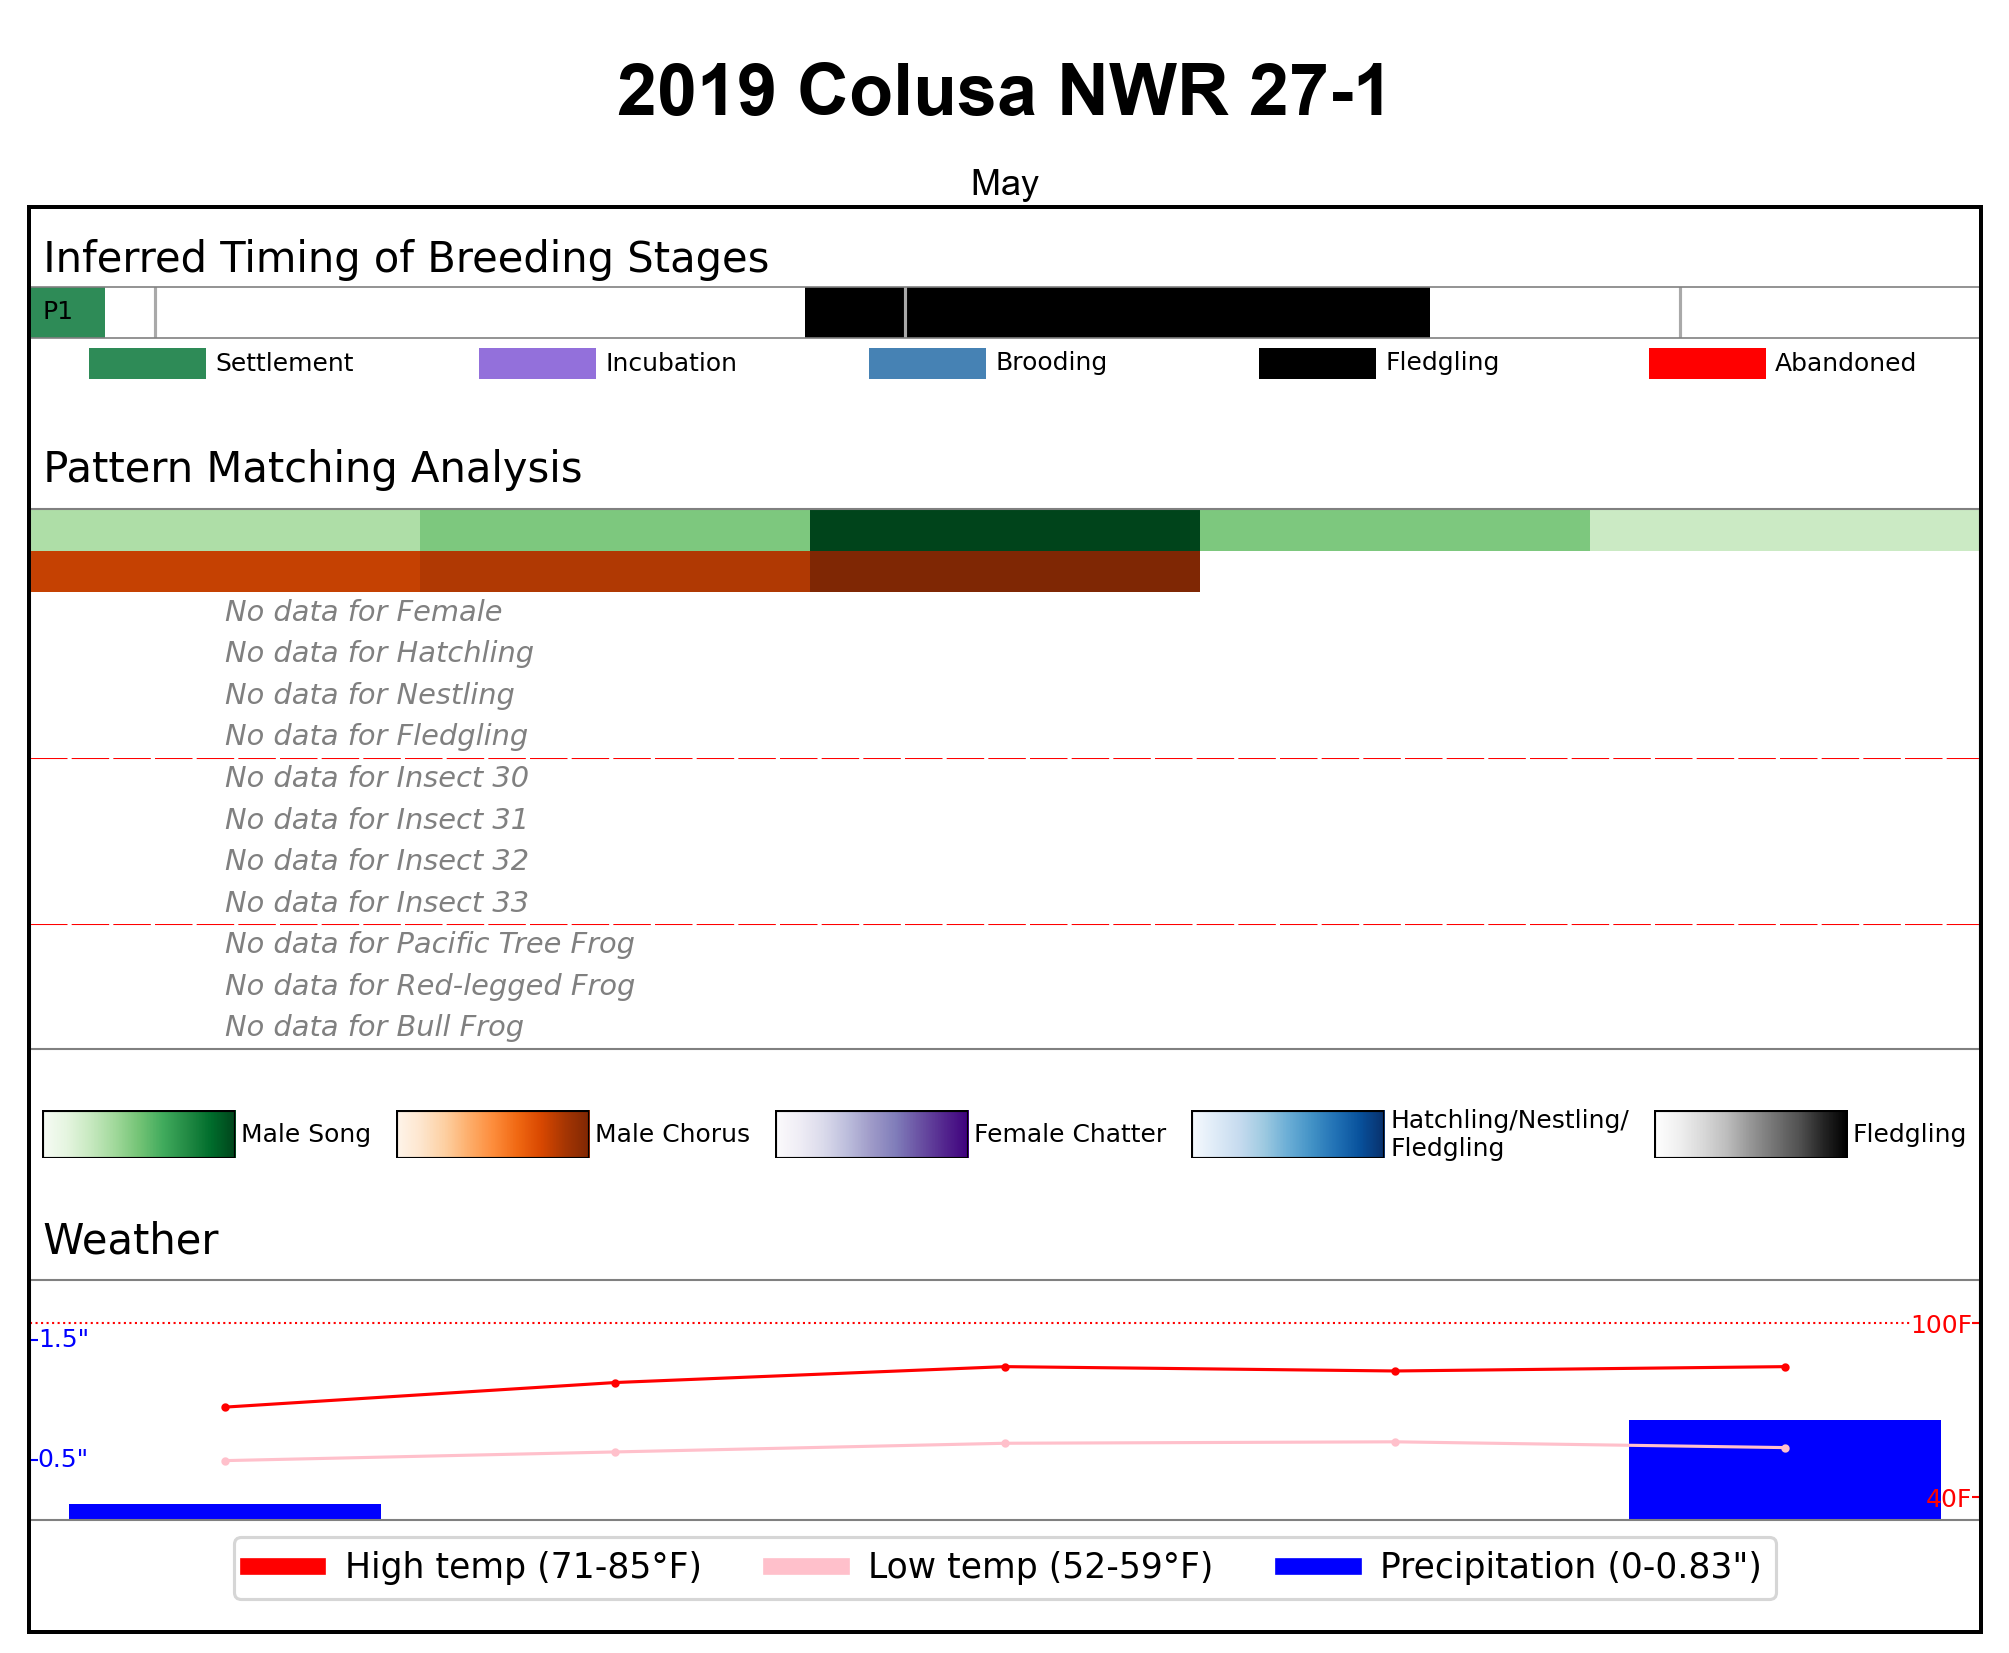 2019 Colusa NWR 27-1
May
Inferred Timing of Breeding Stages
P1
Settlement Incubation Brooding Fledgling Abandoned
Pattern Matching Analysis
No data for Female
No data for Hatchling
No data for Nestling
No data for Fledgling
No data for Insect 30
No data for Insect 31
No data for Insect 32
No data for Insect 33
No data for Pacific Tree Frog
No data for Red-legged Frog
No data for Bull Frog
Male Song Male Chorus Female Chatter Hatchling/Nestling/
Fledgling Fledgling
Weather
1.5" 100F
0.5"
40F
High temp (71-85°F) Low temp (52-59°F) Precipitation (0-0.83")